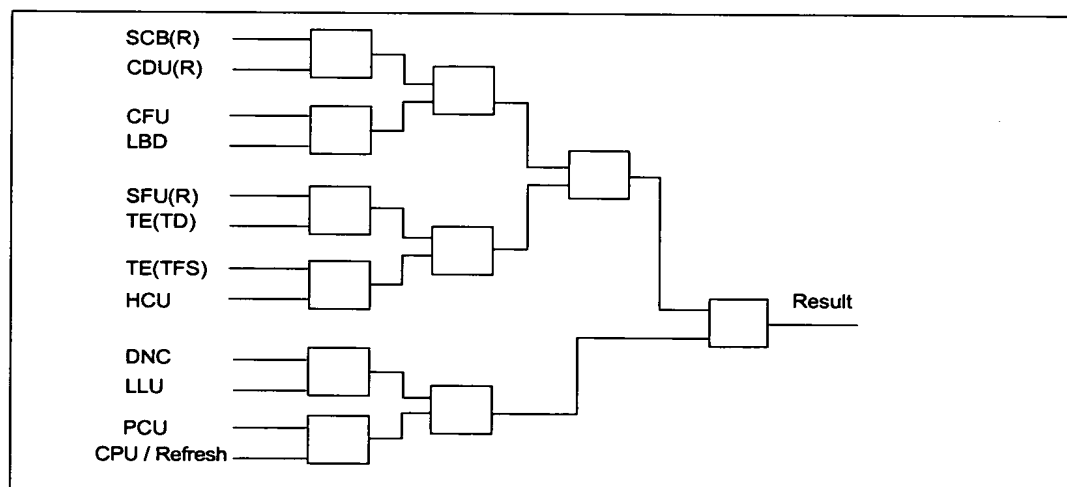 SCB(R)
CDU(R)
CFU
LBD
SFU(R)
TE(TD)
TE(TFS)
HCU
Result
DNC
LLU
PCU
CPU / Refresh